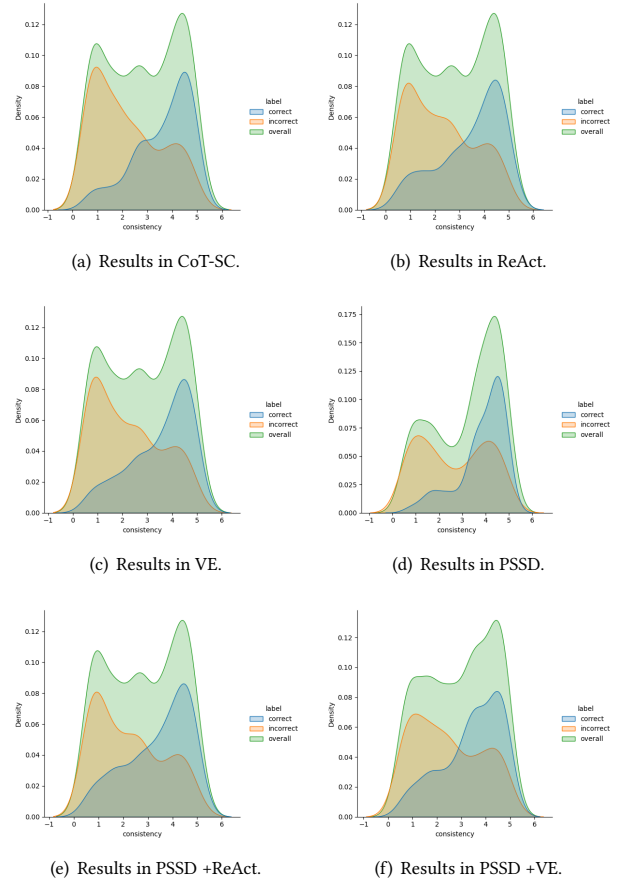 0.12
0.10
0.08
0.06
0.04
0.02
0.00
Density
−1 0 1 2 3 4 5 6
consistency
label
correct
incorrect
overall
(a) Results in CoT-SC.
0.12
0.10
0.08
0.06
0.04
0.02
0.00
Density
−1 0 1 2 3 4 5 6
consistency
label
correct
incorrect
overall
(b) Results in ReAct.
0.12
0.10
0.08
0.06
0.04
0.02
0.00
Density
−1 0 1 2 3 4 5 6
consistency
label
correct
incorrect
overall
(c) Results in VE.
0.175
0.150
0.125
0.100
0.075
0.050
0.025
0.000
Density
−1 0 1 2 3 4 5 6
consistency
label
correct
incorrect
overall
(d) Results in PSSD.
0.12
0.10
0.08
0.06
0.04
0.02
0.00
Density
−1 0 1 2 3 4 5 6
consistency
label
correct
incorrect
overall
(e) Results in PSSD +ReAct.
0.12
0.10
0.08
0.06
0.04
0.02
0.00
Density
−1 0 1 2 3 4 5 6
consistency
label
correct
incorrect
overall
(f) Results in PSSD +VE.